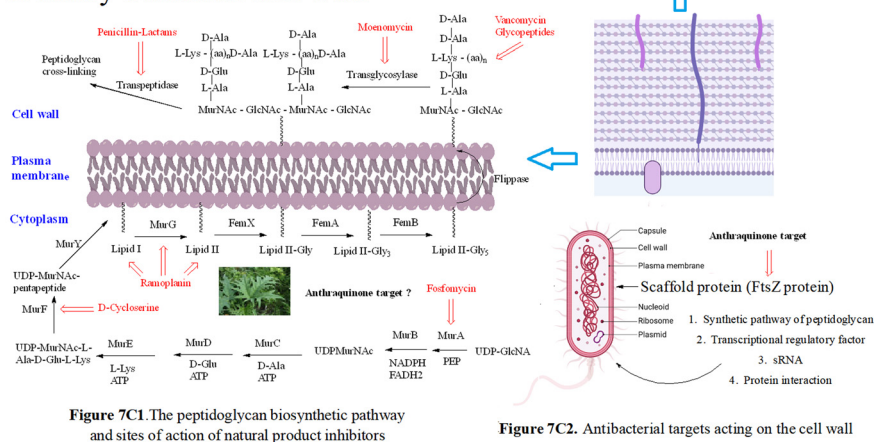 Penicillin-Lactams
Moenomycin
Vancomycin
Glycopeptides
D-Ala
D-Ala
D-Ala
L-Lys - (aa)nD-Ala
L-Lys - (aa)nD-Ala
D-Ala
L-Lys - (aa)n
D-Glu
D-Glu
D-Glu
L-Ala
L-Ala
L-Ala
Peptidoglycan
cross-linking
Transpeptidase
Transglycosylase
MurNAc - GlcNAc - MurNAc - GlcNAc
MurNAc - GlcNAc
Cell wall
Plasma
membrane
Flippase
Cytoplasm
MurY
MurG
FemX
FemA
FemB
Lipid I
Lipid II
Lipid II-Gly
Lipid II-Gly3
Lipid II-Gly5
UDP-MurNAc-
pentapeptide
Ramoplanin
MurF
D-Cycloserine
Anthraquinone target ?
Fosfomycin
UDP-MurNAc-L-
Ala-D-Glu-L-Lys
MurE
L-Lys
ATP
MurD
D-Glu
ATP
MurC
D-Ala
ATP
UDPMurNAc
MurB
NADPH
FADH2
MurA
PEP
UDP-GlcNA
Figure 7C1.The peptidoglycan biosynthetic pathway
and sites of action of natural product inhibitors
Capsule
Cell wall
Plasma membrane
Nucleoid
Ribosome
Plasmid
Anthraquinone target
Scaffold protein (FtsZ protein)
1. Synthetic pathway of peptidoglycan
2. Transcriptional regulatory factor
3. sRNA
4. Protein interaction
Figure 7C2. Antibacterial targets acting on the cell wall